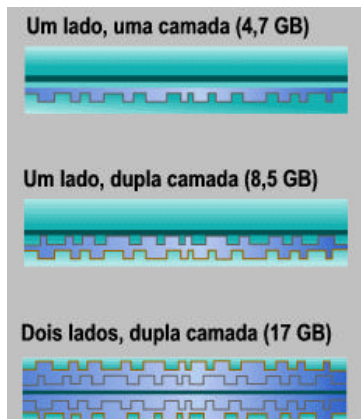 Um lado, uma camada (4,7 GB)
Um lado, dupla camada (8,5 GB)
Dois lados, dupla camada (17 GB)